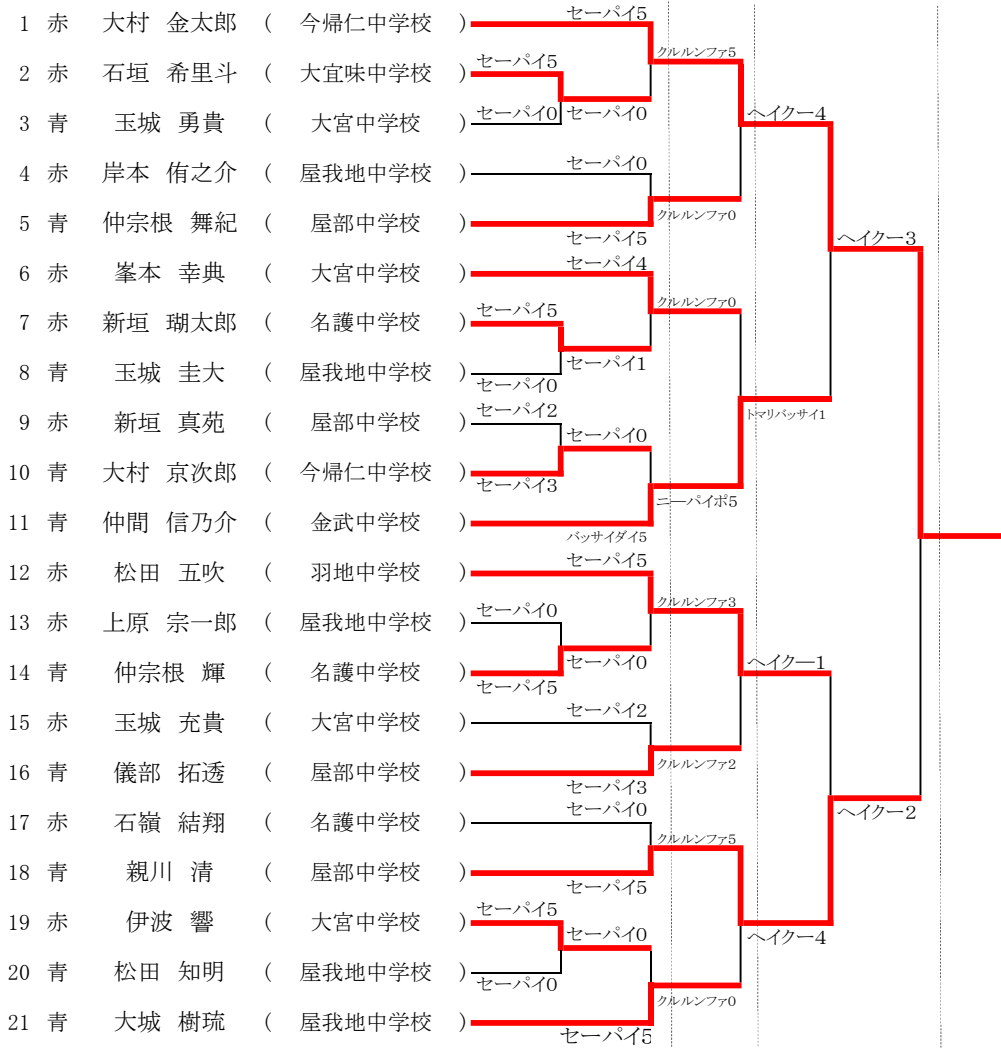 1 赤 大村 金太郎 ( 今帰仁中学校 )
2 赤 石垣 希里斗 ( 大宜味中学校 )
3 青 玉城 勇貴 ( 大宮中学校 )
4 赤 岸本 侑之介 ( 屋我地中学校 )
5 青 仲宗根 舞紀 ( 屋部中学校 )
6 赤 峯本 幸典 ( 大宮中学校 )
7 赤 新垣 瑚太郎 ( 名護中学校 )
8 青 玉城 圭大 ( 屋我地中学校 )
9 赤 新垣 真苑 ( 屋部中学校 )
10 青 大村 京次郎 ( 今帰仁中学校 )
11 青 仲間 信乃介 ( 金武中学校 )
12 赤 松田 五吹 ( 羽地中学校 )
13 赤 上原 宗一郎 ( 屋我地中学校 )
14 青 仲宗根 輝 ( 名護中学校 )
15 赤 玉城 充貴 ( 大宮中学校 )
16 青 儀部 拓透 ( 屋部中学校 )
17 赤 石嶺 結翔 ( 名護中学校 )
18 青 親川 清 ( 屋部中学校 )
19 赤 伊波 響 ( 大宮中学校 )
20 青 松田 知明 ( 屋我地中学校 )
21 青 大城 樹琉 ( 屋我地中学校 )
セーパイ5
セーパイ0
セーパイ5
セーパイ0
セーパイ2
セーパイ3
セーパイ0
セーパイ5
セーパイ5
セーパイ0
セーパイ5
セーパイ0
セーパイ0
セーパイ5
セーパイ4
セーパイ1
セーパイ0
バッサイダイ5
セーパイ5
セーパイ0
セーパイ2
セーパイ3
セーパイ0
セーパイ5
セーパイ0
セーパイ5
クルルンファ5
クルルンファ0
クルルンファ0
ニーパイポ5
クルルンファ3
クルルンファ2
クルルンファ5
クルルンファ0
ヘイクー4
トマリバッサイ1
ヘイクー1
ヘイクー4
ヘイクー3
ヘイクー2